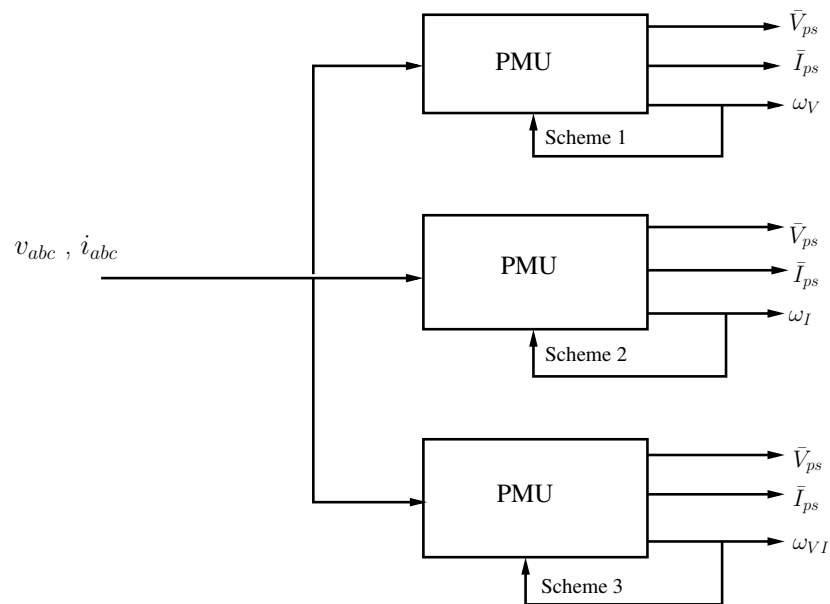 V̄ps
PMU
Īps
ωV
Scheme 1
vabc , iabc
V̄ps
PMU
Īps
ωI
Scheme 2
V̄ps
PMU
Īps
ωVI
Scheme 3